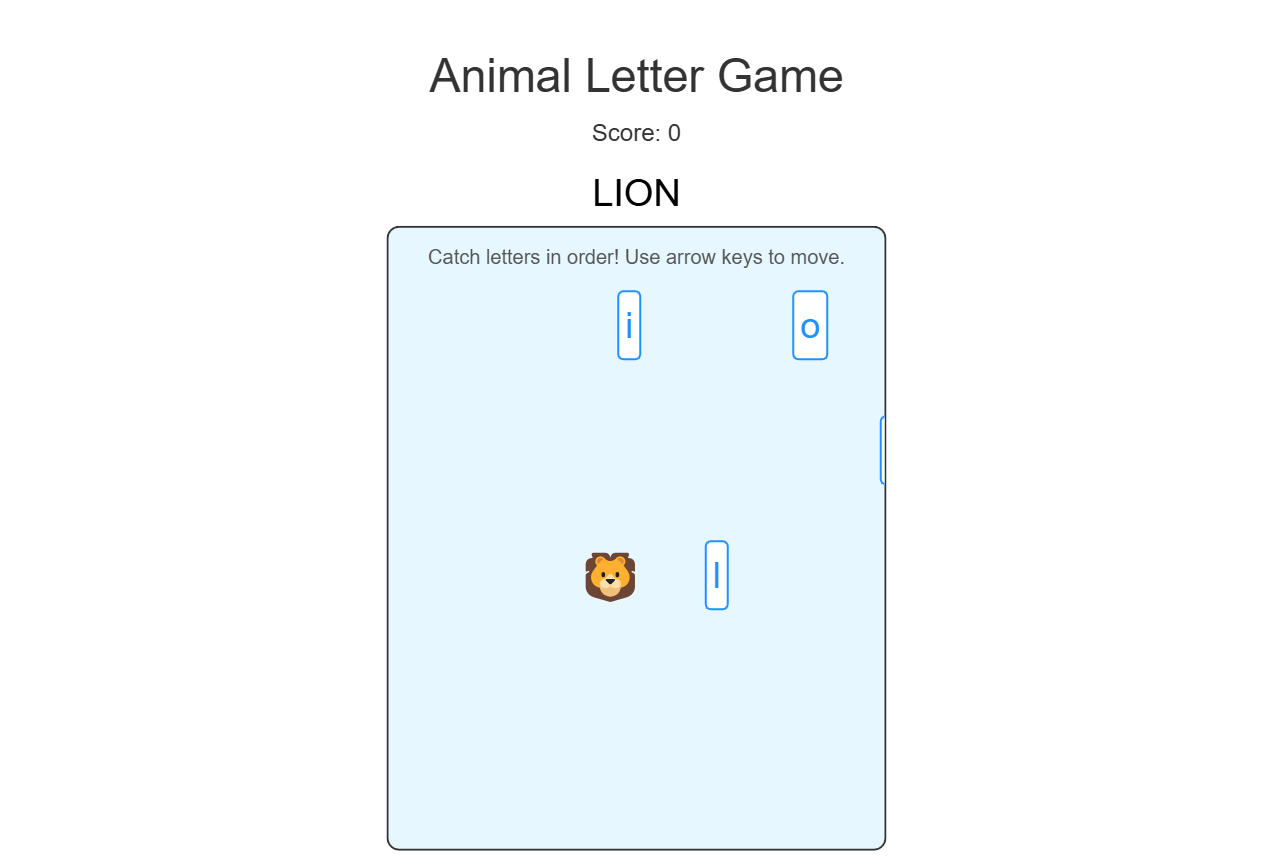 Animal Letter Game
Score: 0
LION
Catch letters in order! Use arrow keys to move.
i
o
l